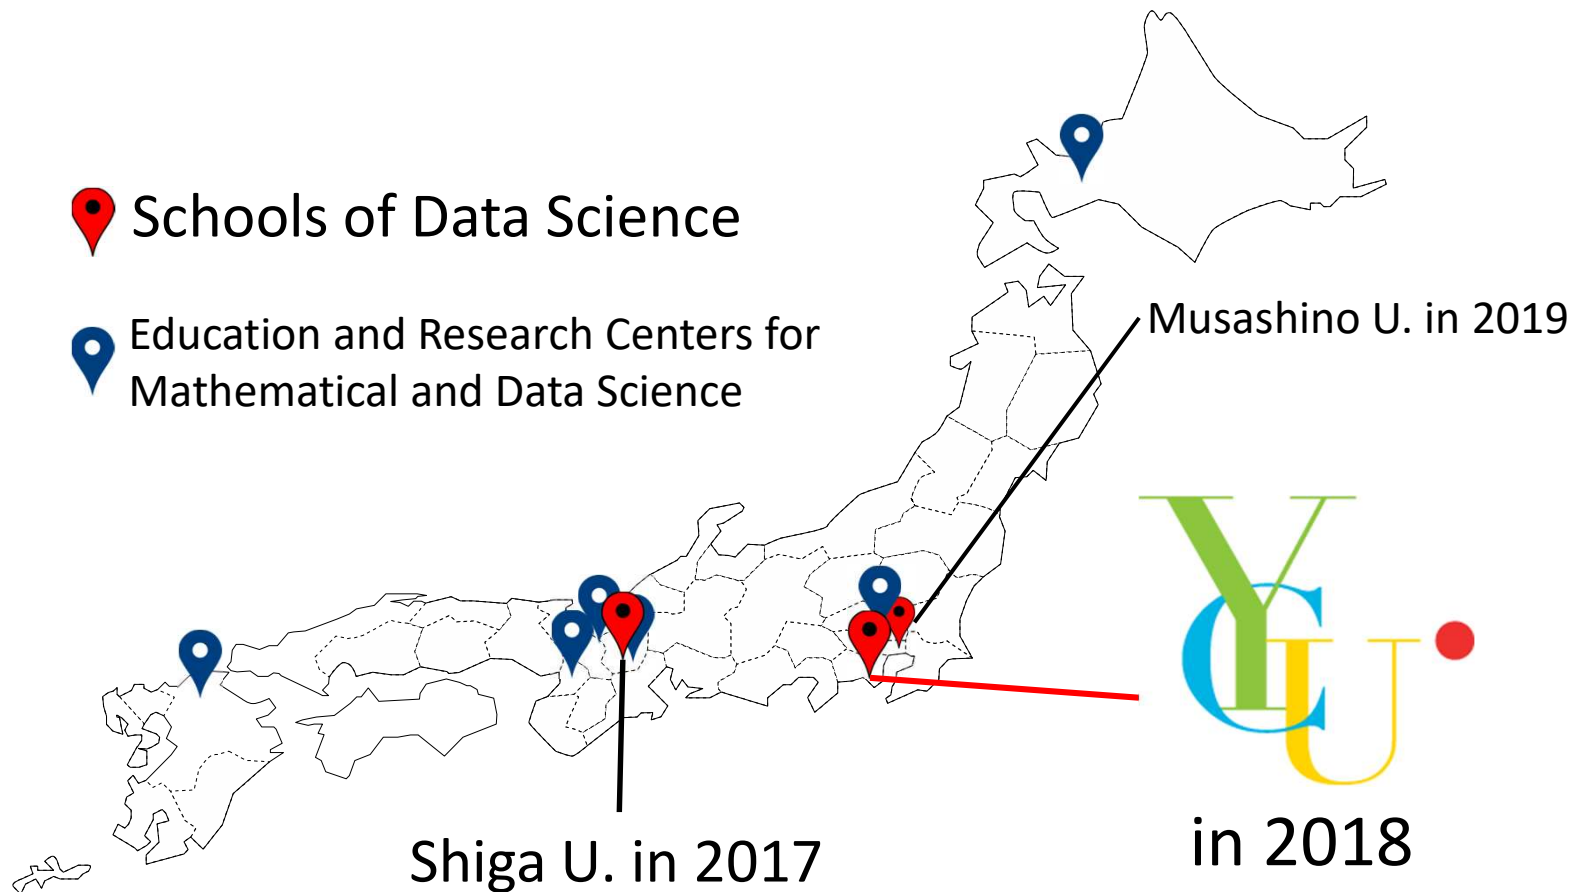 Schools of Data Science
Education and Research Centers for
Mathematical and Data Science
Musashino U. in 2019
YCU
in 2018
Shiga U. in 2017